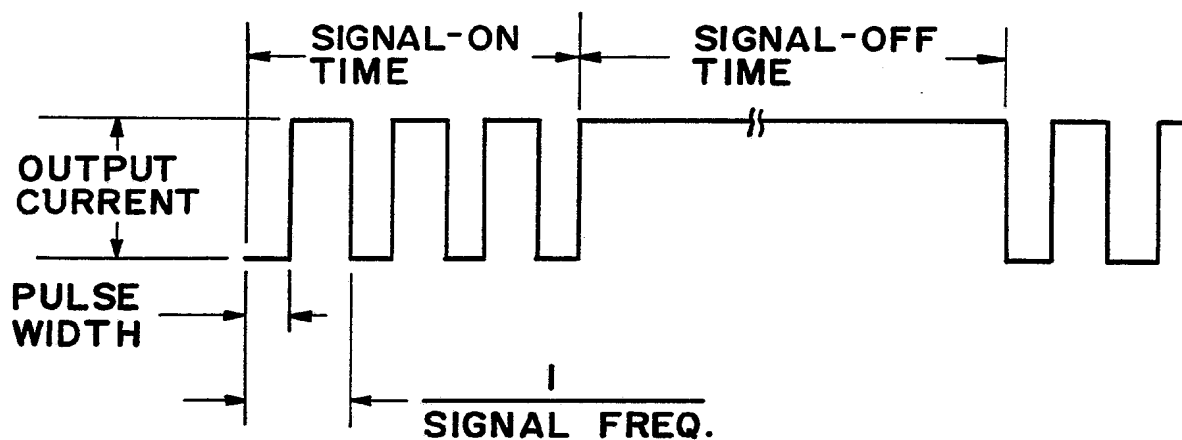 SIGNAL-ON
TIME
SIGNAL-OFF
TIME
OUTPUT
CURRENT
PULSE
WIDTH
1
SIGNAL FREQ.